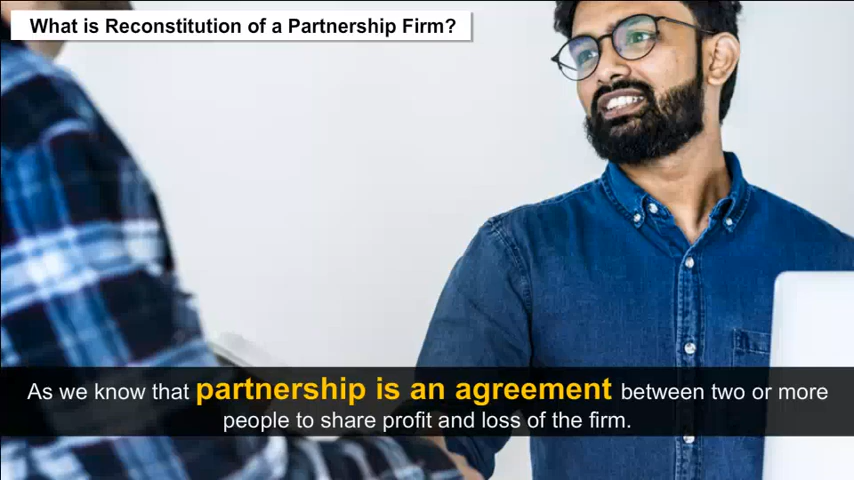 What is Reconstitution of a Partnership Firm?
As we know that partnership is an agreement between two or more
people to share profit and loss of the firm.